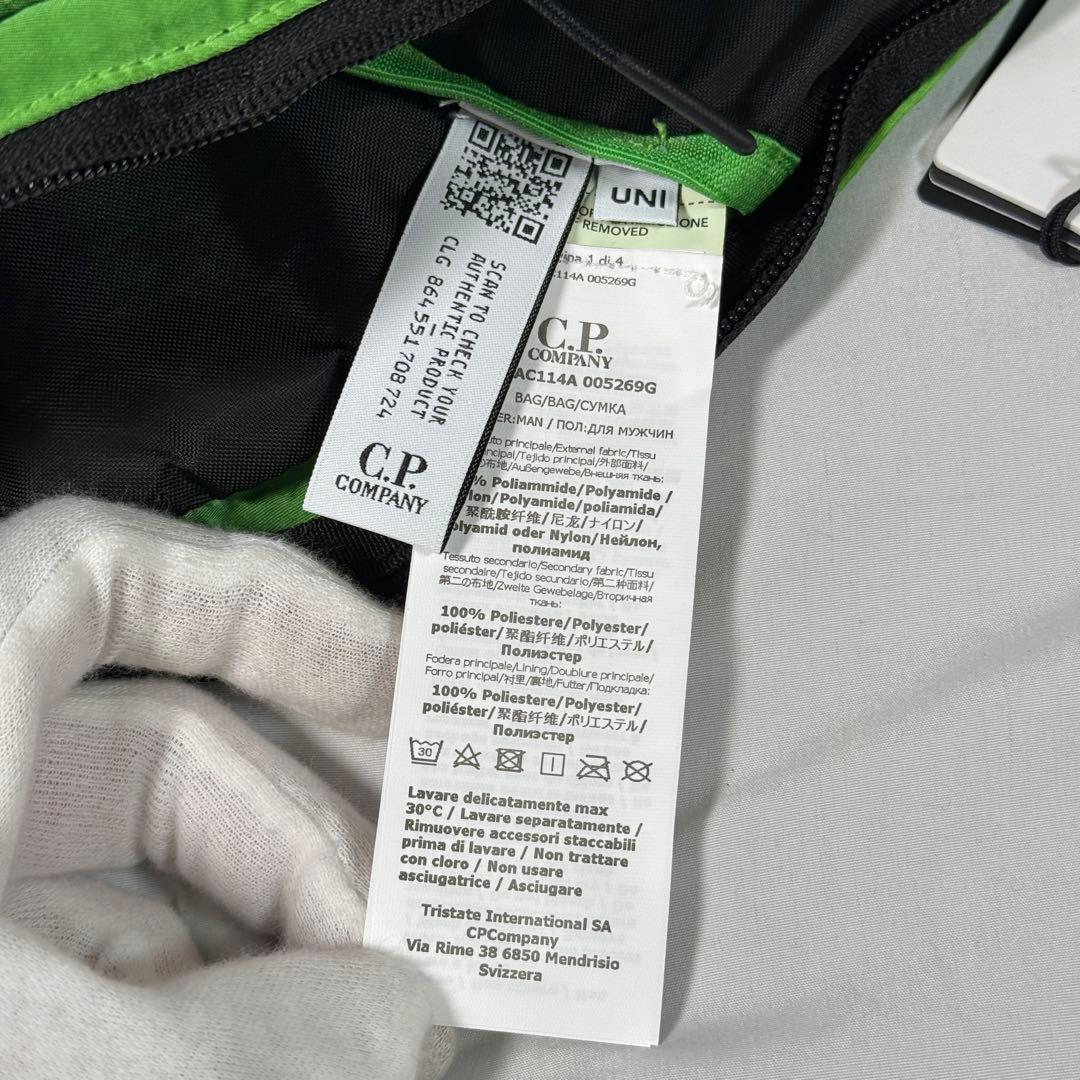 SCAN TO CHECK YOUR
AUTHENTIC PRODUCT
CLG 864 551 708 724
C.P.
COMPANY
UNI
REMOVED
1 di 4
114A 005269G
C.P.
COMPANY
AC114A 005269G
BAG/BAG/СУМКА
ER:MAN / ПОЛ:ДЛЯ МУЖЧИН
principale/External fabric/Tissu
principal/Tejido principal/外部面料/
布地/Außengewebe/Внешняя ткань:
% Poliammide/Polyamide /
lon/Polyamide/poliamida/
聚酰胺纤维/尼龙/ナイロン/
olyamid oder Nylon/Нейлон,
полиамид
Tessuto secondario/Secondary fabric/Tissu
secondaire/Tejido secundario/第二种面料/
第二の布地/Zweite Gewebelage/Вторичная
ткань:
100% Poliestere/Polyester/
poliéster/聚酯纤维/ポリエステル/
Полиэстер
Fodera principale/Lining/Doublure principale/
Forro principal/衬里/裏地/Futter/Подкладка:
100% Poliestere/Polyester/
poliéster/聚酯纤维/ポリエステル/
Полиэстер
30
Lavare delicatamente max
30°C / Lavare separatamente /
Rimuovere accessori staccabili
prima di lavare / Non trattare
con cloro / Non usare
asciugatrice / Asciugare
Tristate International SA
CPCompany
Via Rime 38 6850 Mendrisio
Svizzera